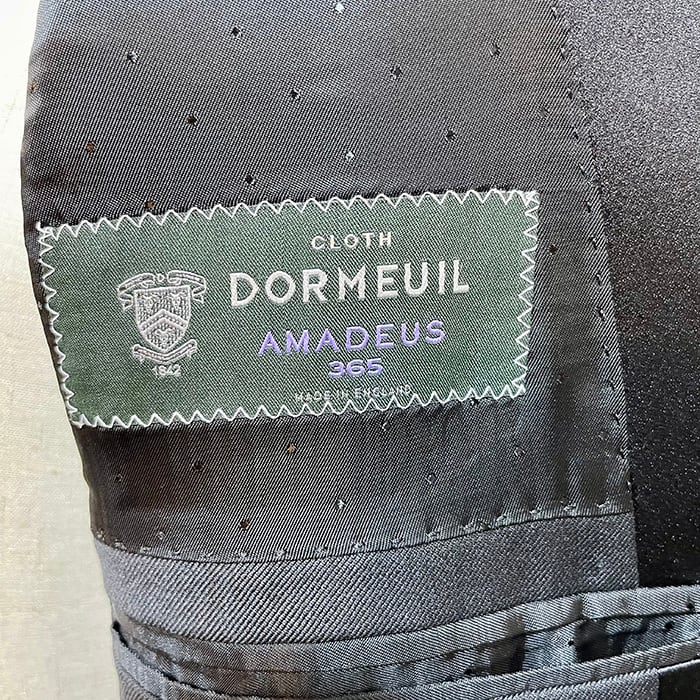 CLOTH
DORMEUIL
AMADEUS
365
MADE IN ENGLAND
D
1842